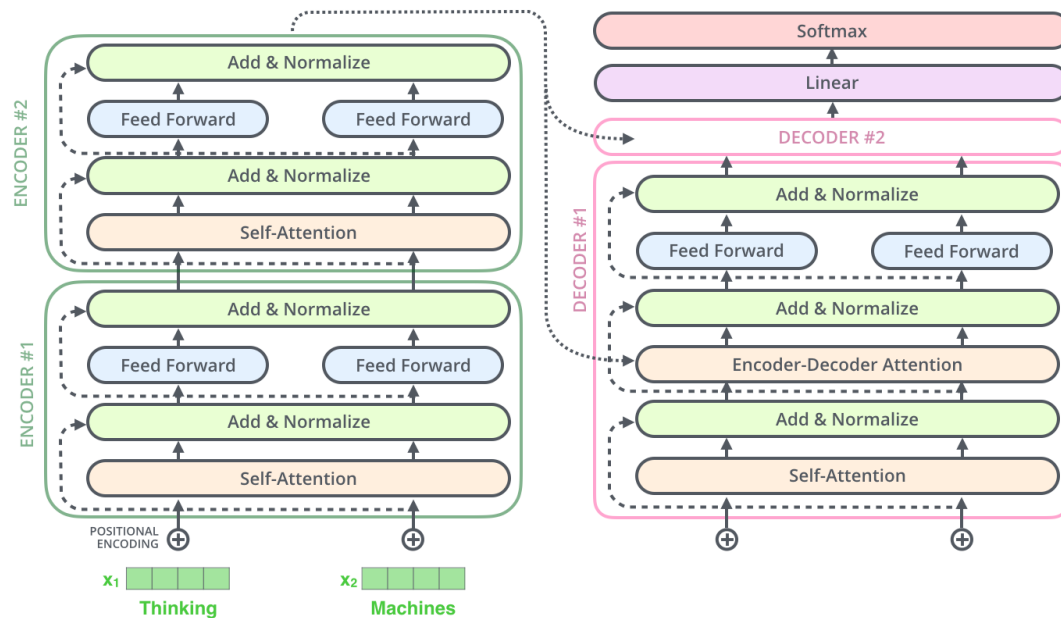 ENCODER #2
Add & Normalize
Feed Forward
Feed Forward
Add & Normalize
Self-Attention
ENCODER #1
Add & Normalize
Feed Forward
Feed Forward
Add & Normalize
Self-Attention
POSITIONAL
ENCODING
x₁
x₂
Thinking
Machines
Softmax
Linear
DECODER #2
DECODER #1
Add & Normalize
Feed Forward
Feed Forward
Add & Normalize
Encoder-Decoder Attention
Add & Normalize
Self-Attention